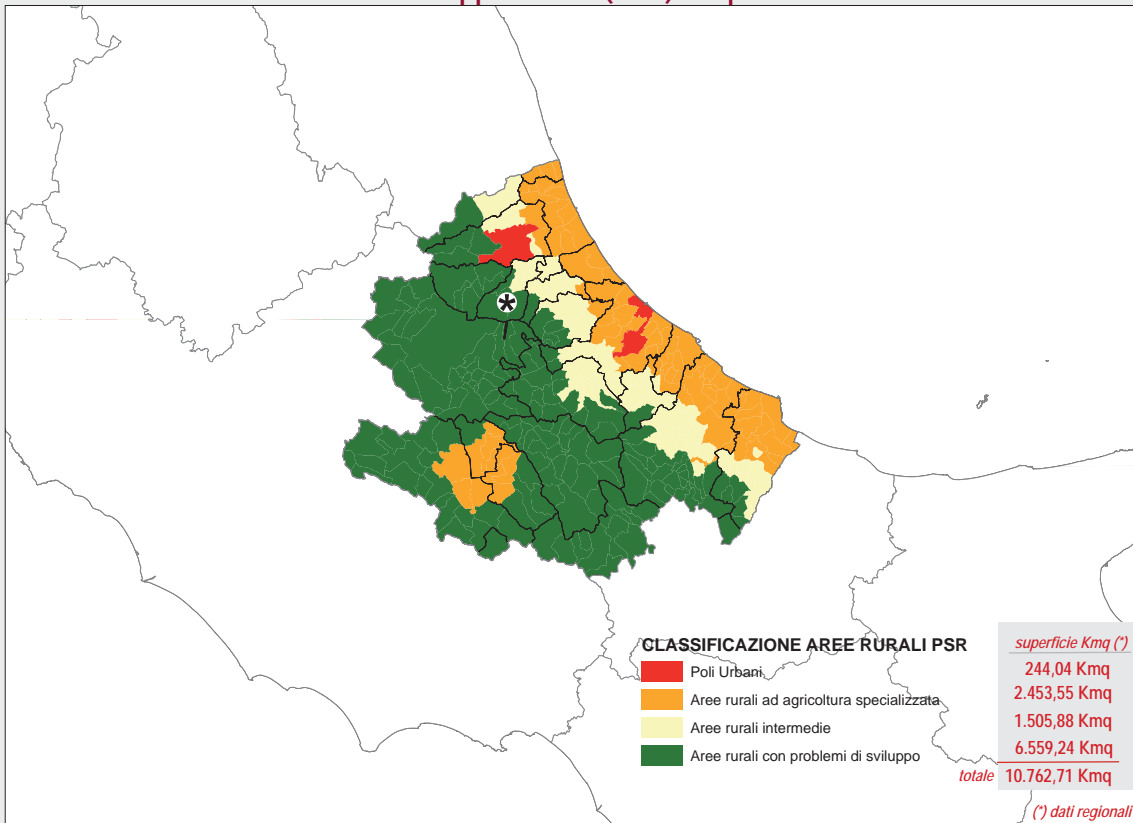 CLASSIFICAZIONE AREE RURALI PSR
superficie Kmq (*)
Poli Urbani
244,04 Kmq
Aree rurali ad agricoltura specializzata
2.453,55 Kmq
Aree rurali intermedie
1.505,88 Kmq
Aree rurali con problemi di sviluppo
6.559,24 Kmq
totale 10.762,71 Kmq
(*) dati regionali